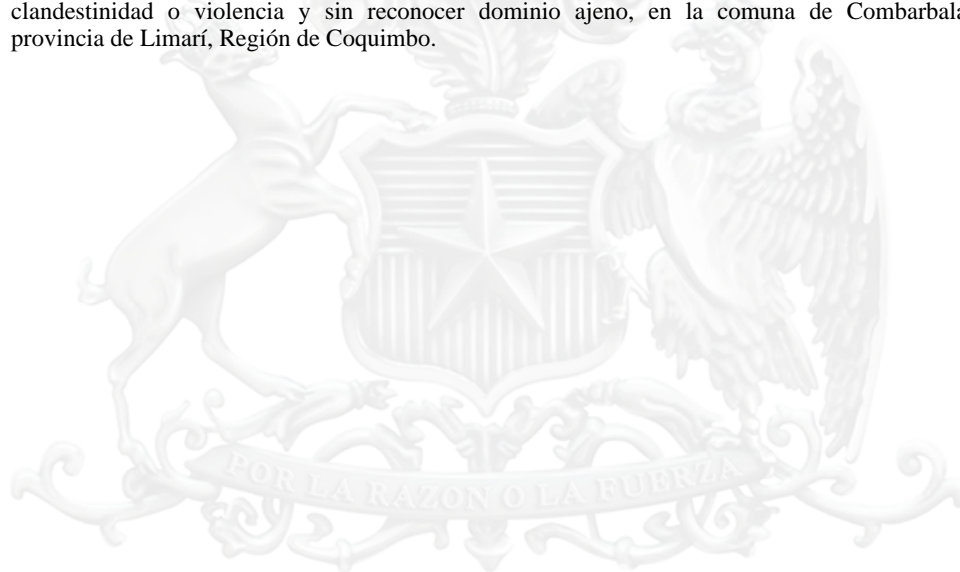 clandestinidad o violencia y sin reconocer dominio ajeno, en la comuna de
provincia de Limarí, Región de Coquimbo.
POR LA RAZON O LA FUERZA